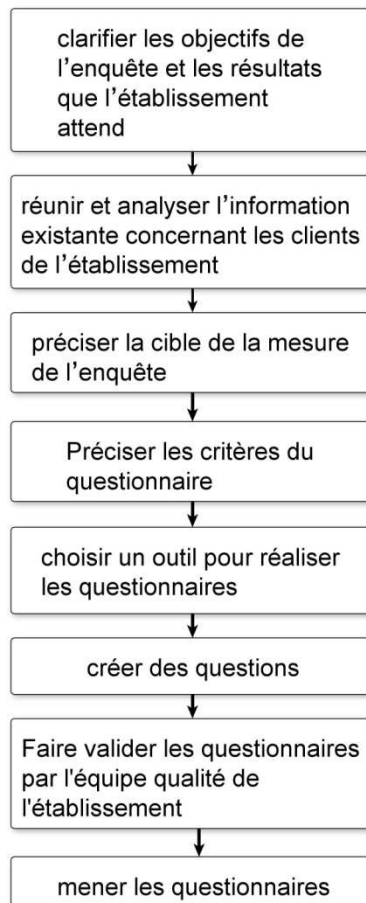 clarifier les objectifs de
l’enquête et les résultats
que l’établissement
attend
réunir et analyser l’information
existante concernant les clients
de l’établissement
préciser la cible de la mesure
de l’enquête
Préciser les critères du
questionnaire
choisir un outil pour réaliser
les questionnaires
créer des questions
Faire valider les questionnaires
par l'équipe qualité de
l'établissement
mener les questionnaires